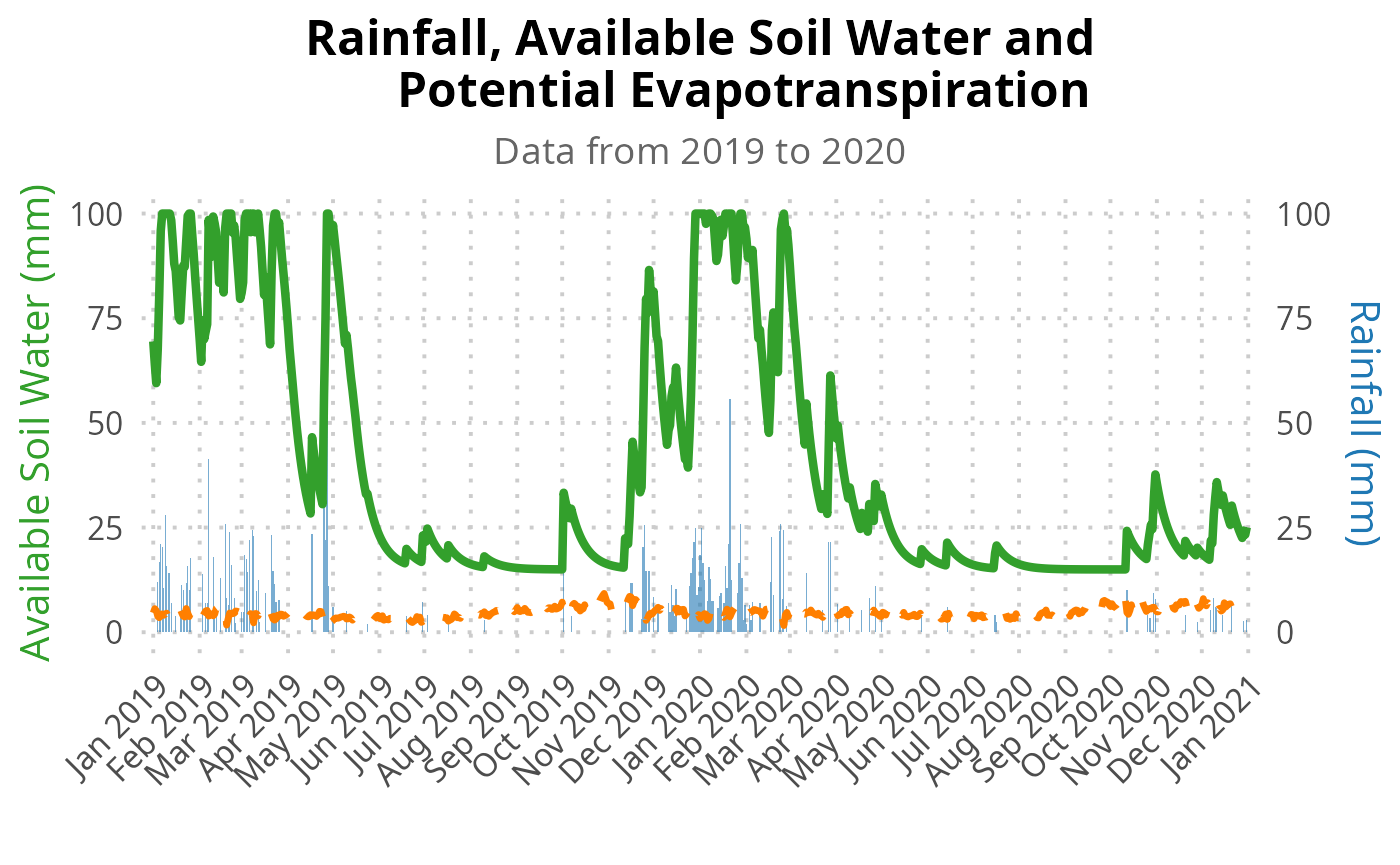 Rainfall, Available Soil Water and
Potential Evapotranspiration
Data from 2019 to 2020
Available Soil Water (mm)
100
75
50
25
0
100
75
50
25
0
Rainfall (mm)
Jan 2019
Feb 2019
Mar 2019
Apr 2019
May 2019
Jun 2019
Jul 2019
Aug 2019
Sep 2019
Oct 2019
Nov 2019
Dec 2019
Jan 2020
Feb 2020
Mar 2020
Apr 2020
May 2020
Jun 2020
Jul 2020
Aug 2020
Sep 2020
Oct 2020
Nov 2020
Dec 2020
Jan 2021